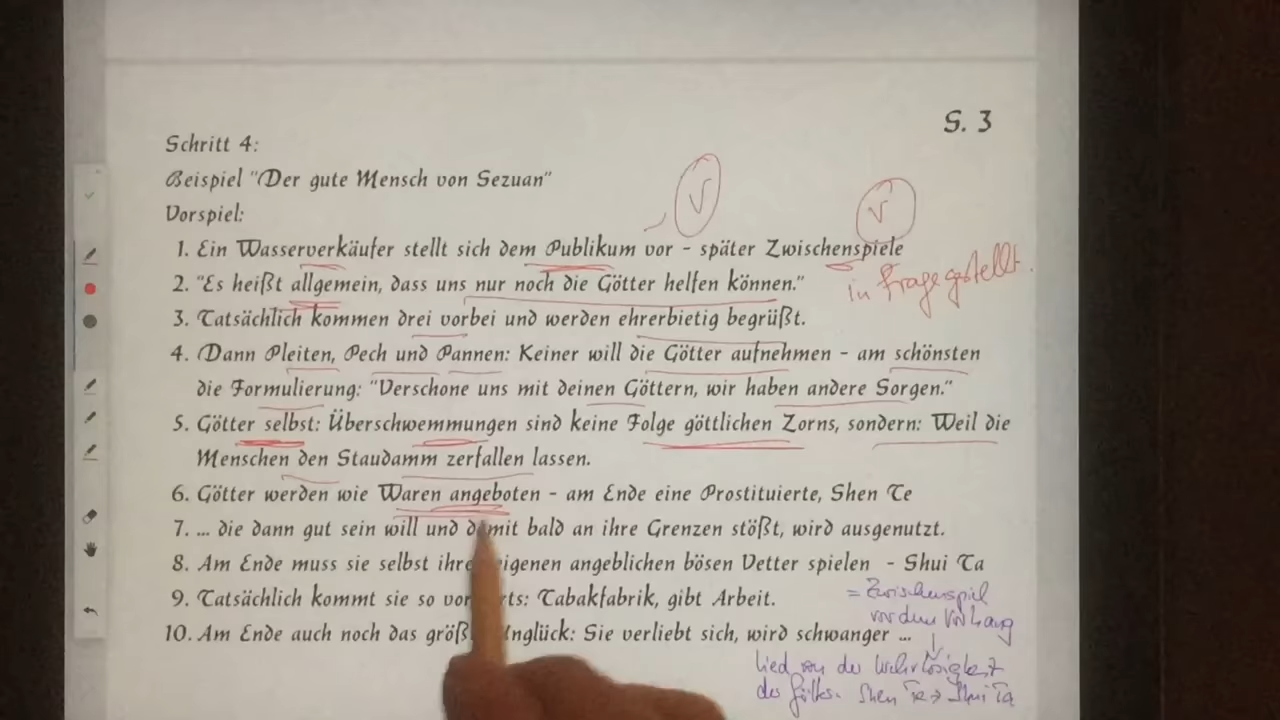 S. 3
Schritt 4:
Beispiel "Der gute Mensch von Sezuan"
Vorspiel:
1. Ein Wasserverkäufer stellt sich dem Publikum vor - später Zwischenspiele
2. "Es heißt allgemein, dass uns nur noch die Götter helfen können."
in Frage gestellt.
3. Tatsächlich kommen drei vorbei und werden ehrerbietig begrüßt.
4. Dann Pleiten, Pech und Pannen: Keiner will die Götter aufnehmen - am schönsten
die Formulierung: "Verschone uns mit deinen Göttern, wir haben andere Sorgen."
5. Götter selbst: Überschwemmungen sind keine Folge göttlichen Zorns, sondern: Weil die
Menschen den Staudamm zerfallen lassen.
6. Götter werden wie Waren angeboten - am Ende eine Prostituierte, Shen Te
7. ... die dann gut sein will und damit bald an ihre Grenzen stößt, wird ausgenutzt.
8. Am Ende muss sie selbst eigenen angeblichen bösen Vetter spielen - Shui Ta
9. Tatsächlich kommt sie so Tabakfabrik, gibt Arbeit.
= Zwischenspiel
vor dem Vorhang
10. Am Ende auch noch das Unglück: Sie verliebt sich, wird schwanger ...
Lied von der Wehrlosigkeit
der Götter. Shen Te → Shui Ta